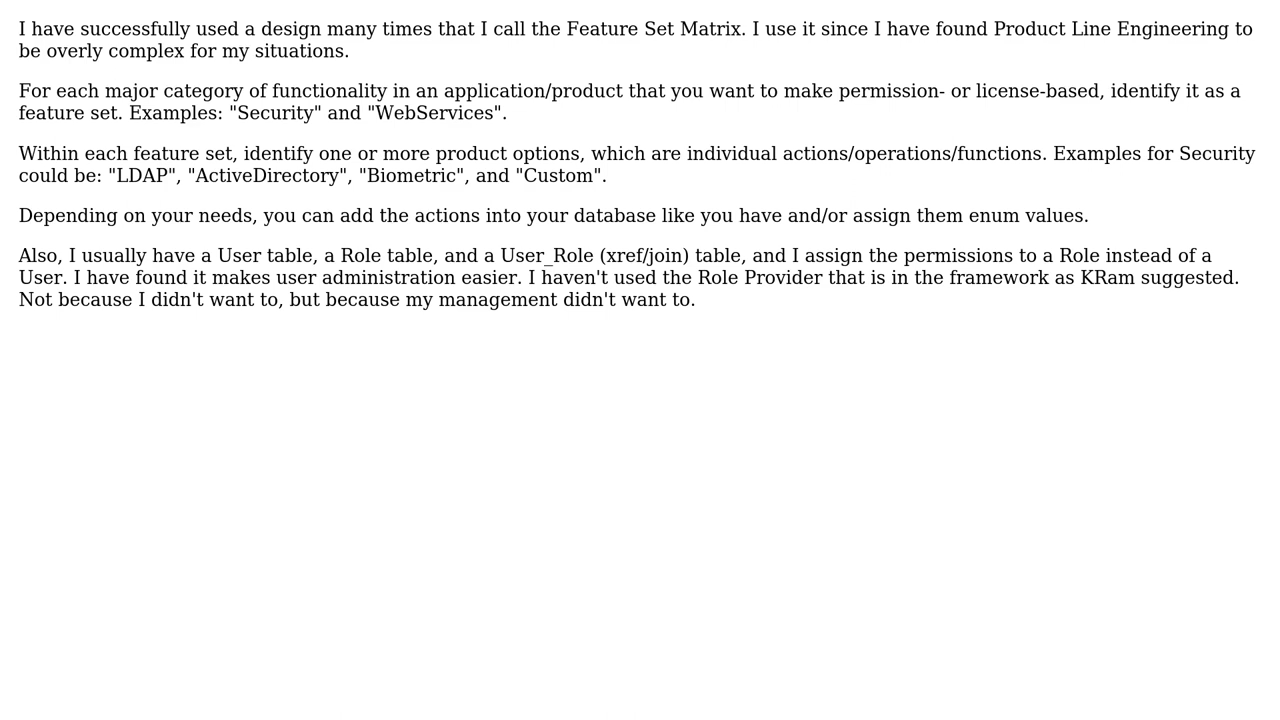 I have successfully used a design many times that I call the Feature Set Matrix. I use it since I have found Product Line Engineering to
be overly complex for my situations.
For each major category of functionality in an application/product that you want to make permission- or license-based, identify it as a
feature set. Examples: "Security" and "WebServices".
Within each feature set, identify one or more product options, which are individual actions/operations/functions. Examples for Security
could be: "LDAP", "ActiveDirectory", "Biometric", and "Custom".
Depending on your needs, you can add the actions into your database like you have and/or assign them enum values.
Also, I usually have a User table, a Role table, and a User_Role (xref/join) table, and I assign the permissions to a Role instead of a
User. I have found it makes user administration easier. I haven't used the Role Provider that is in the framework as KRam suggested.
Not because I didn't want to, but because my management didn't want to.